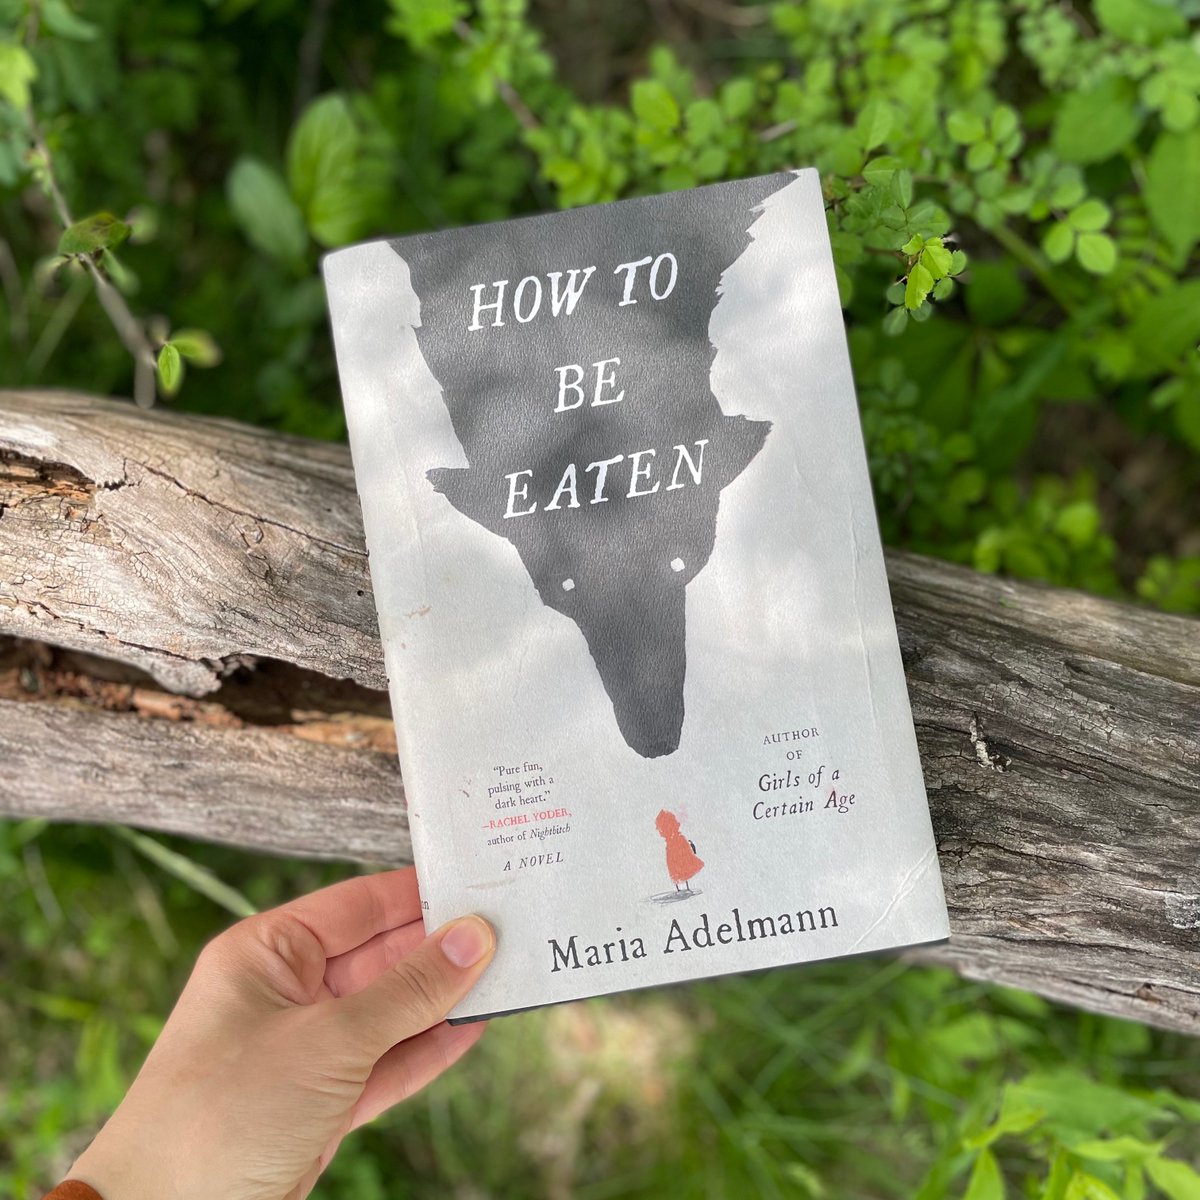 HOW TO
BE
EATEN
"Pure fun,
pulsing with a
dark heart."
—RACHEL YODER,
author of Nightbitch
A NOVEL
AUTHOR
OF
Girls of a
Certain Age
Maria Adelmann